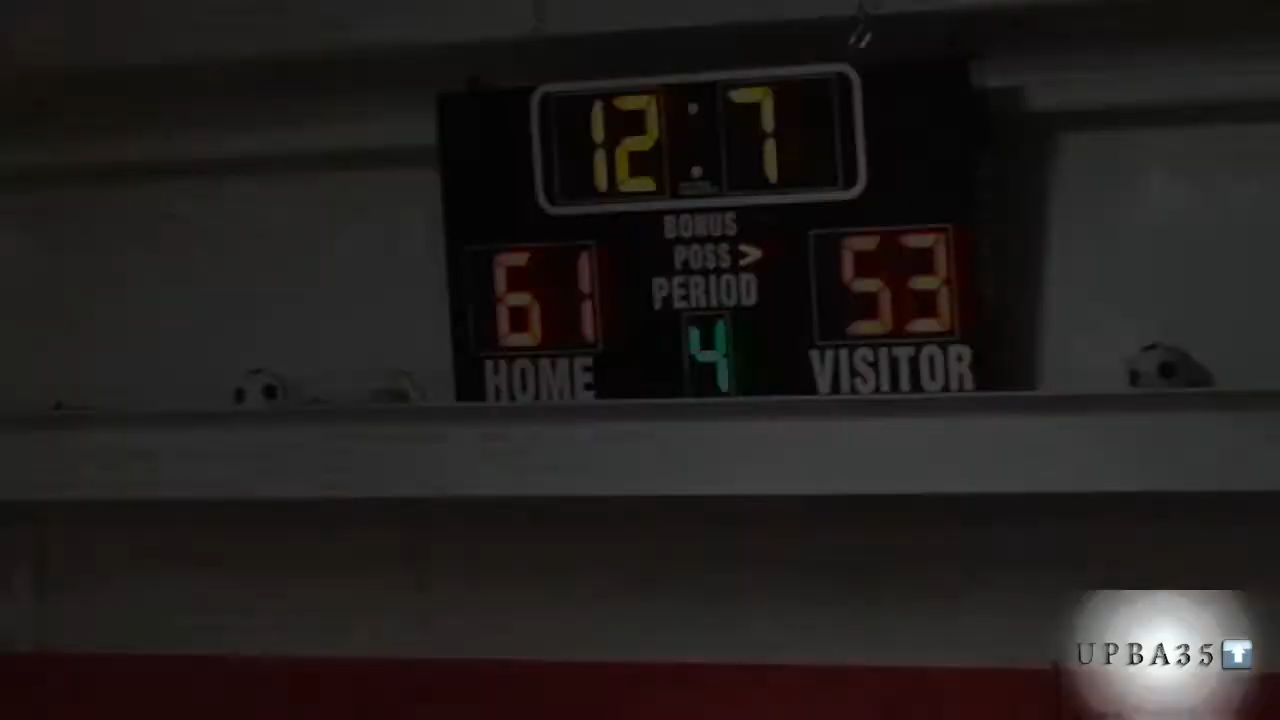 12:7
BONUS
POSS >
PERIOD
61 4 53
HOME VISITOR
UPBA35⬆